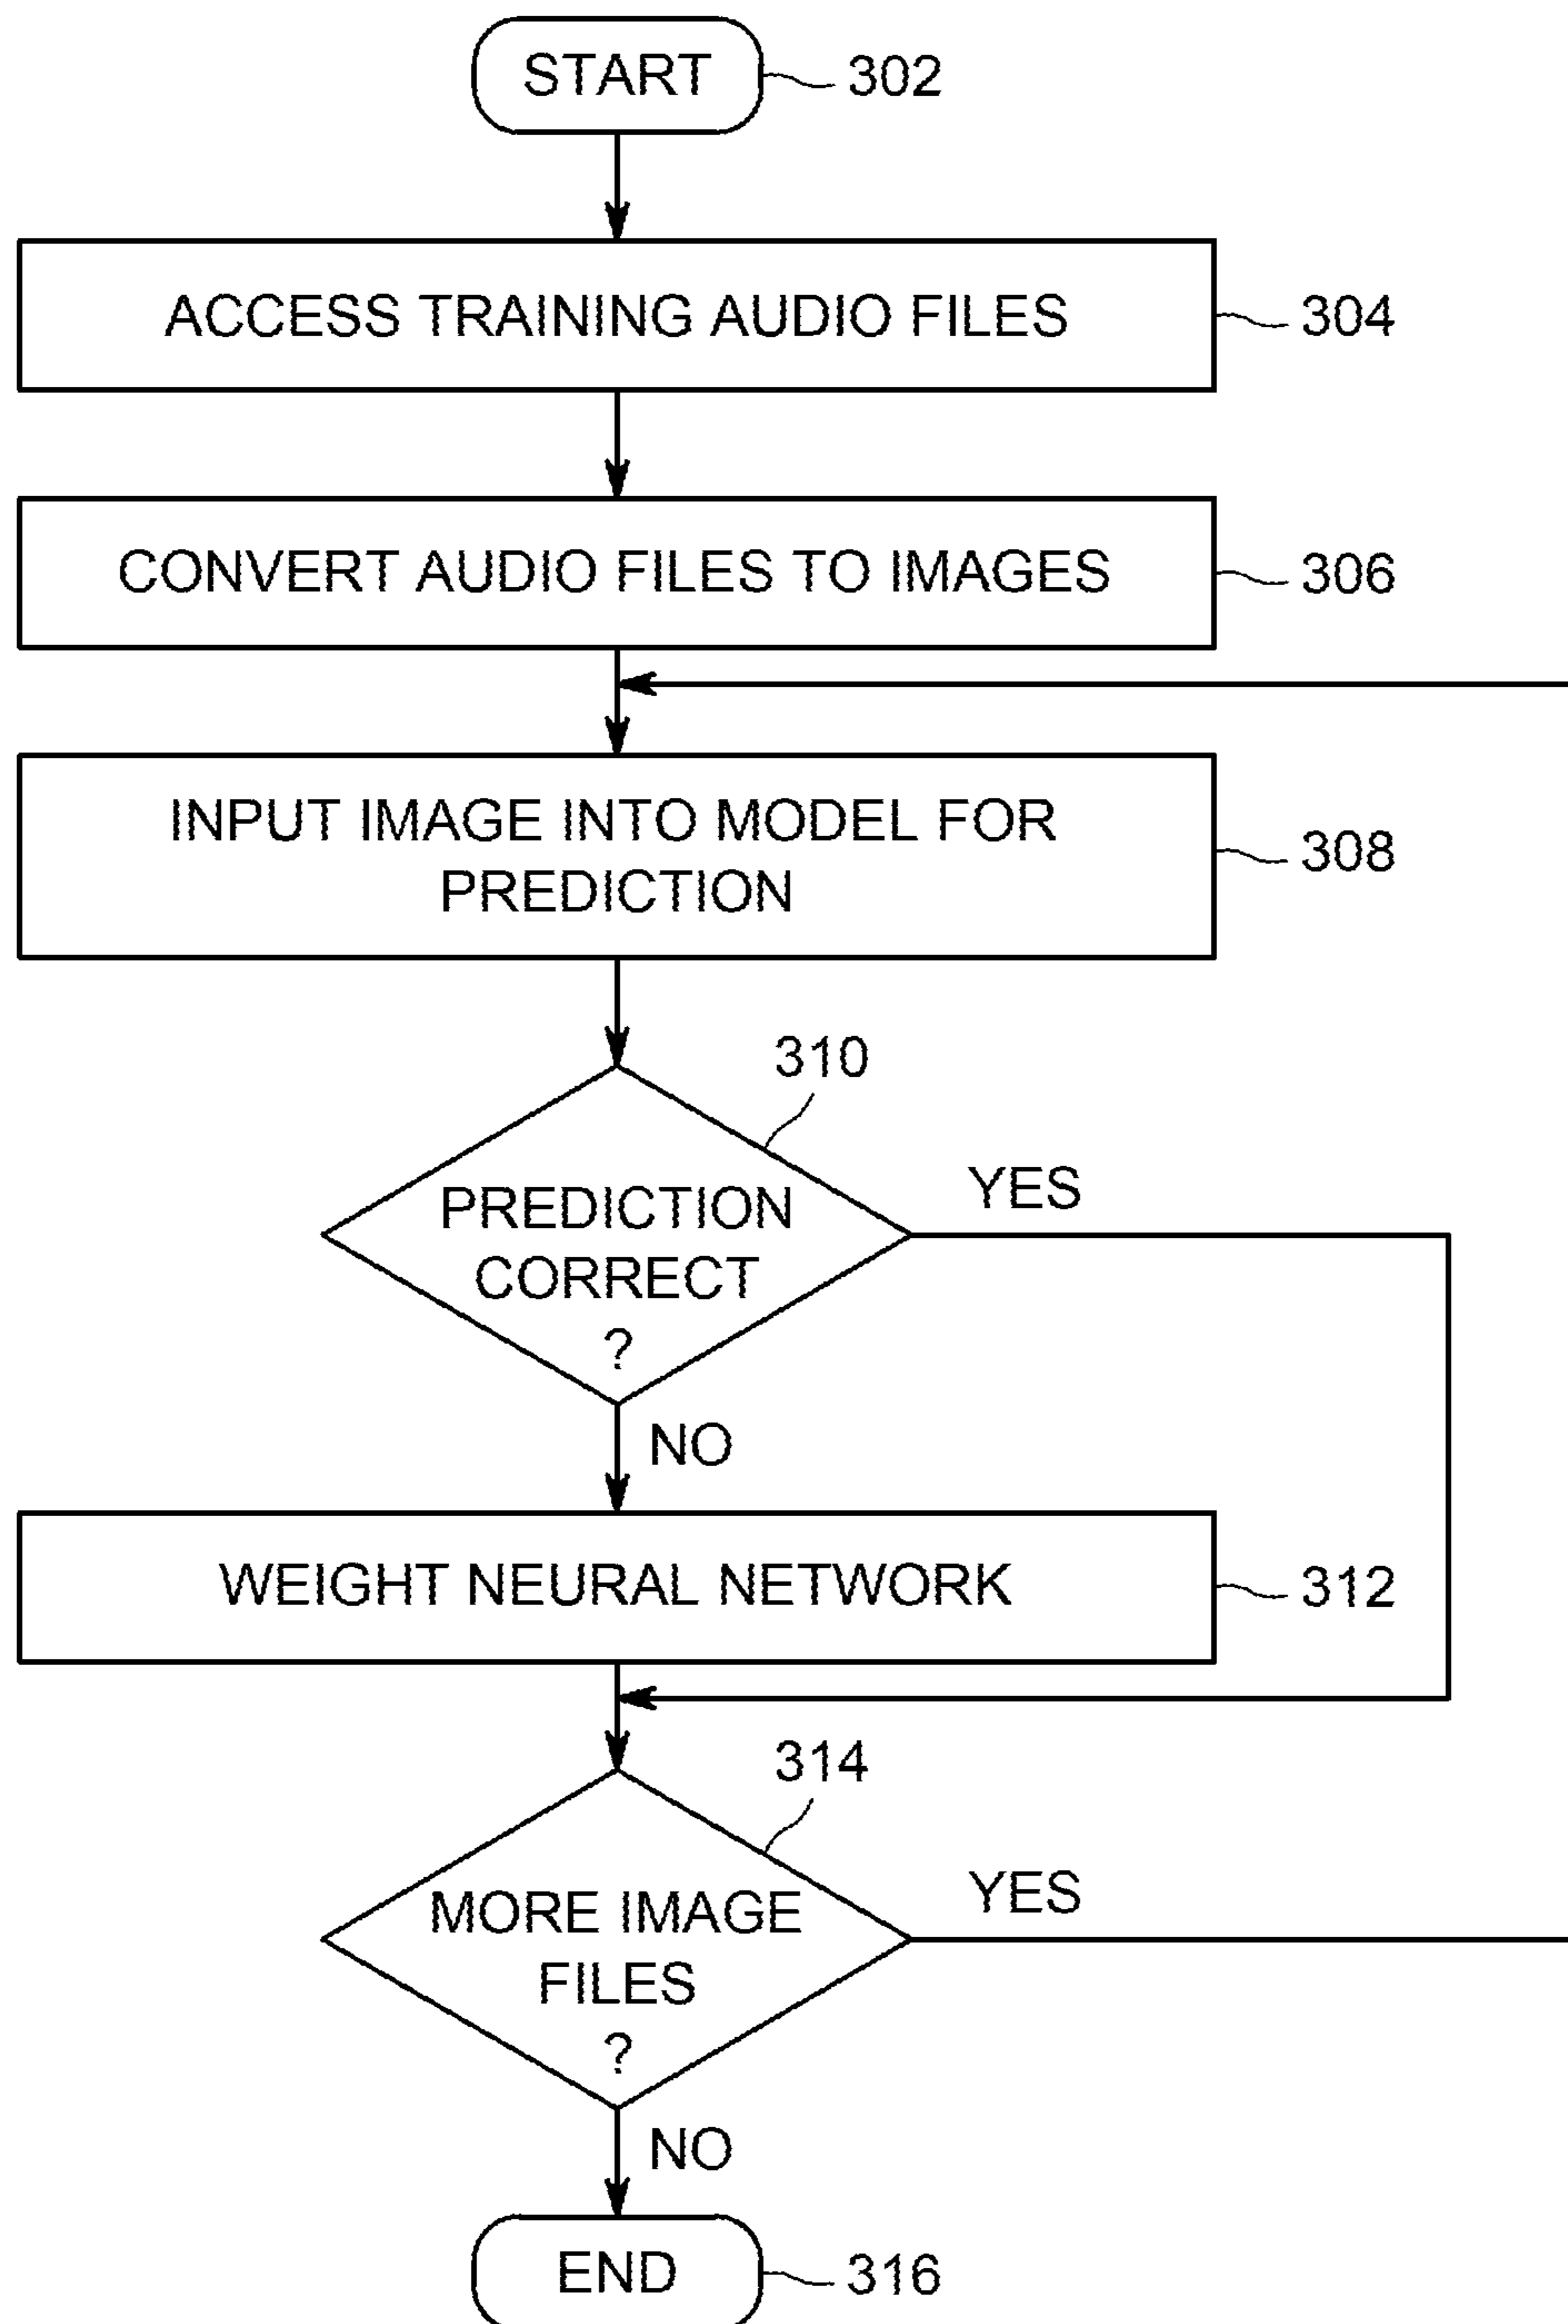 START
302
ACCESS TRAINING AUDIO FILES
304
CONVERT AUDIO FILES TO IMAGES
306
INPUT IMAGE INTO MODEL FOR
PREDICTION
308
310
PREDICTION
CORRECT
?
YES
NO
WEIGHT NEURAL NETWORK
312
314
MORE IMAGE
FILES
?
YES
NO
END
316